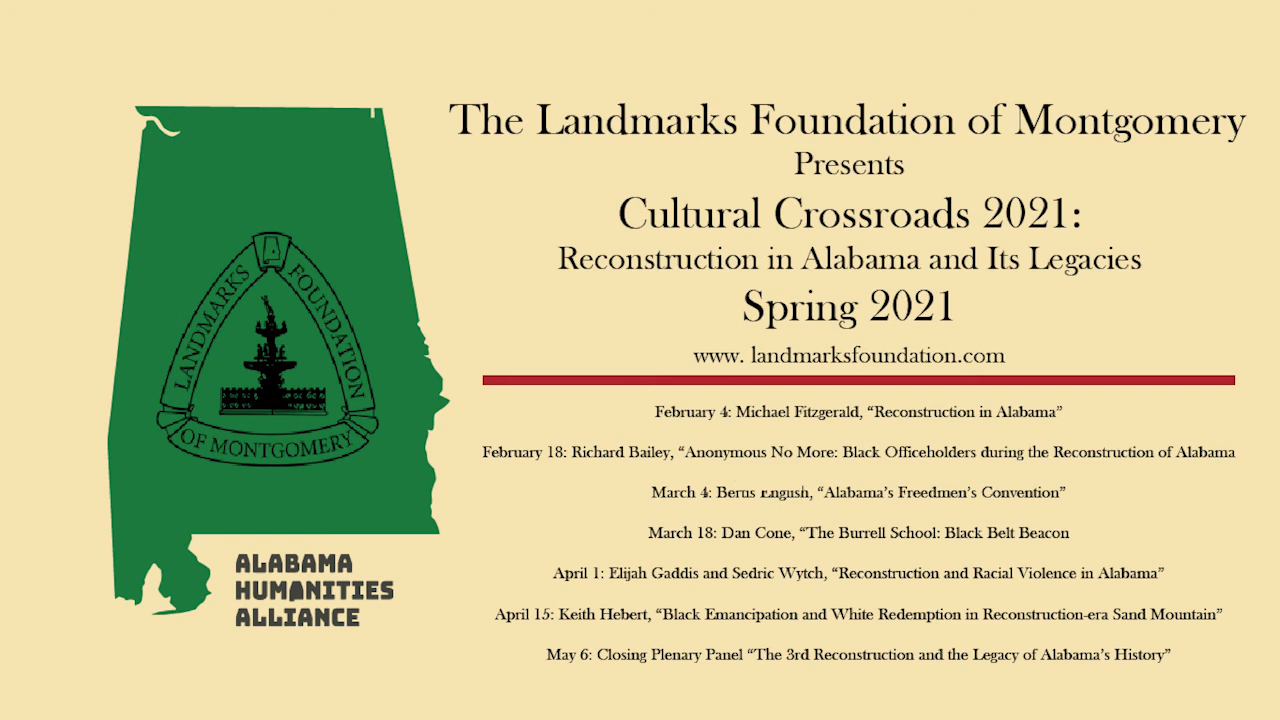 The Landmarks Foundation of Montgomery
Presents
Cultural Crossroads 2021:
Reconstruction in Alabama and Its Legacies
Spring 2021
www. landmarksfoundation.com
February 4: Michael Fitzgerald, “Reconstruction in Alabama”
February 18: Richard Bailey, “Anonymous No More: Black Officeholders during the Reconstruction of Alabama
March 4: “Alabama’s Freedmen’s Convention”
March 18: Dan Cone, “The Burrell School: Black Belt Beacon
April 1: Elijah Gaddis and Sedric Wytch, “Reconstruction and Racial Violence in Alabama”
April 15: Keith Hebert, “Black Emancipation and White Redemption in Reconstruction-era Sand Mountain”
May 6: Closing Plenary Panel “The 3rd Reconstruction and the Legacy of Alabama’s History”
LANDMARKS
FOUNDATION
OF MONTGOMERY
ALABAMA
HUMANITIES
ALLIANCE